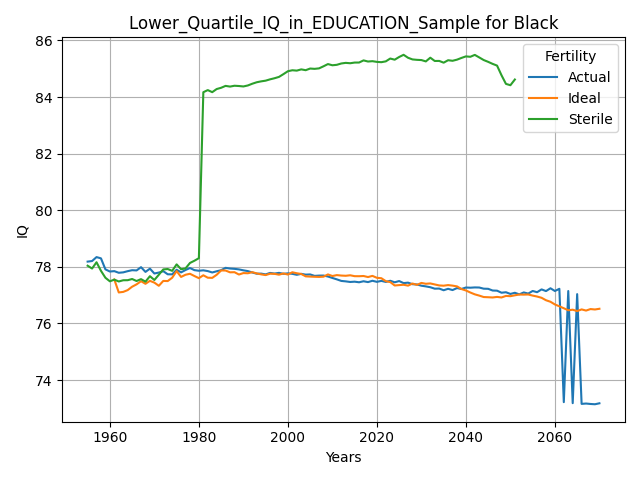 Lower_Quartile_IQ_in_EDUCATION_Sample for Black
86
84
82
80
78
76
74
IQ
Fertility
Actual
Ideal
Sterile
1960 1980 2000 2020 2040 2060
Years